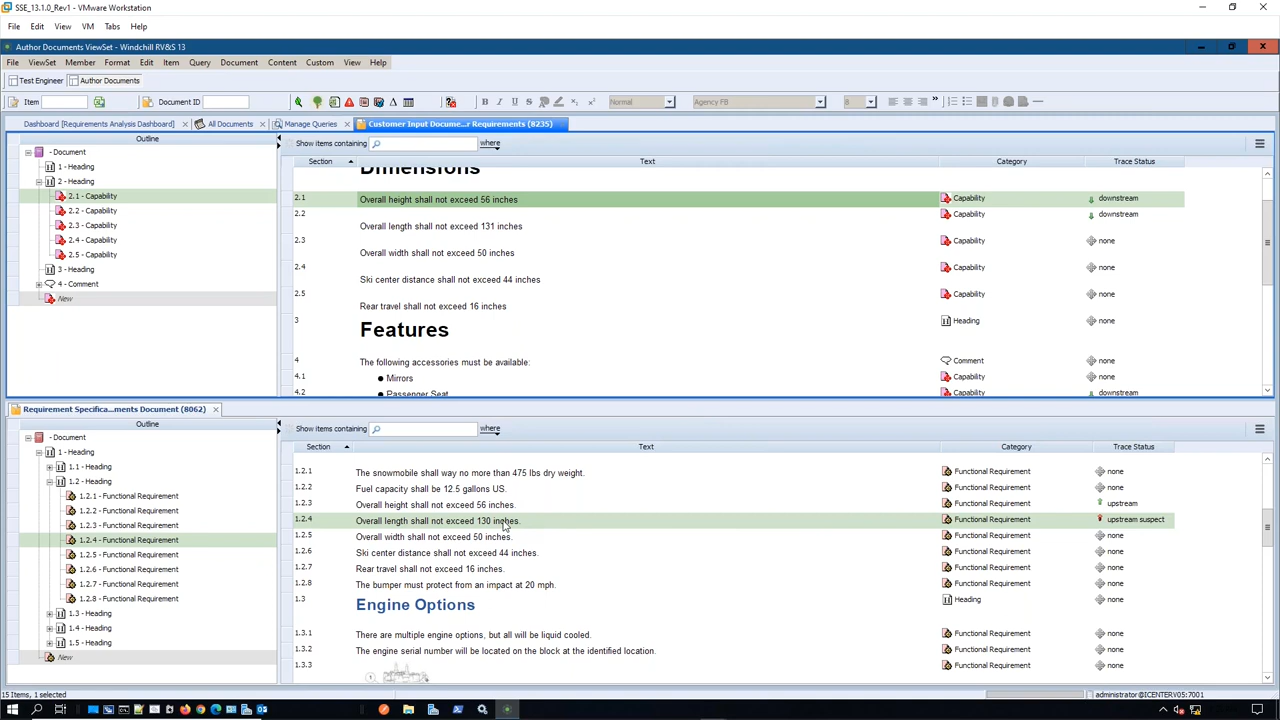 SSE_13.1.0_Rev1 - VMware Workstation
File Edit View VM Tabs Help
Author Documents ViewSet - Windchill RV&S 13
File ViewSet Member Format Edit Item Query Document Content Custom View Help
Test Engineer Author Documents
Item Document ID B I U S Normal Agency FB 8 »
Dashboard [Requirements Analysis Dashboard] All Documents Manage Queries Customer Input Docume...r Requirements (8235)
Outline Show items containing where
Section Text Category Trace Status
- Document
1 - Heading
2 - Heading
2.1 - Capability
2.2 - Capability
2.3 - Capability
2.4 - Capability
2.5 - Capability
3 - Heading
4 - Comment
New
Dimensions
2.1 Overall height shall not exceed 56 inches Capability downstream
2.2 Overall length shall not exceed 131 inches Capability downstream
2.3 Overall width shall not exceed 50 inches Capability none
2.4 Ski center distance shall not exceed 44 inches Capability none
2.5 Rear travel shall not exceed 16 inches Capability none
3 Features Heading none
4 The following accessories must be available: Comment none
4.1 Mirrors Capability none
4.2 Passenger Seat Capability downstream
Requirement Specifica...ments Document (8062)
Outline Show items containing where
Section Text Category Trace Status
- Document
1 - Heading
1.1 - Heading
1.2 - Heading
1.2.1 - Functional Requirement
1.2.2 - Functional Requirement
1.2.3 - Functional Requirement
1.2.4 - Functional Requirement
1.2.5 - Functional Requirement
1.2.6 - Functional Requirement
1.2.7 - Functional Requirement
1.2.8 - Functional Requirement
1.3 - Heading
1.4 - Heading
1.5 - Heading
New
1.2.1 The snowmobile shall way no more than 475 lbs dry weight. Functional Requirement none
1.2.2 Fuel capacity shall be 12.5 gallons US. Functional Requirement none
1.2.3 Overall height shall not exceed 56 inches. Functional Requirement upstream
1.2.4 Overall length shall not exceed 130 inches. Functional Requirement upstream suspect
1.2.5 Overall width shall not exceed 50 inches. Functional Requirement none
1.2.6 Ski center distance shall not exceed 44 inches. Functional Requirement none
1.2.7 Rear travel shall not exceed 16 inches. Functional Requirement none
1.2.8 The bumper must protect from an impact at 20 mph. Functional Requirement none
1.3 Engine Options Heading none
1.3.1 There are multiple engine options, but all will be liquid cooled. Functional Requirement none
1.3.2 The engine serial number will be located on the block at the identified location. Functional Requirement none
1.3.3 Functional Requirement none
1
15 Items, 1 selected administrator@ICENTERV05:7001